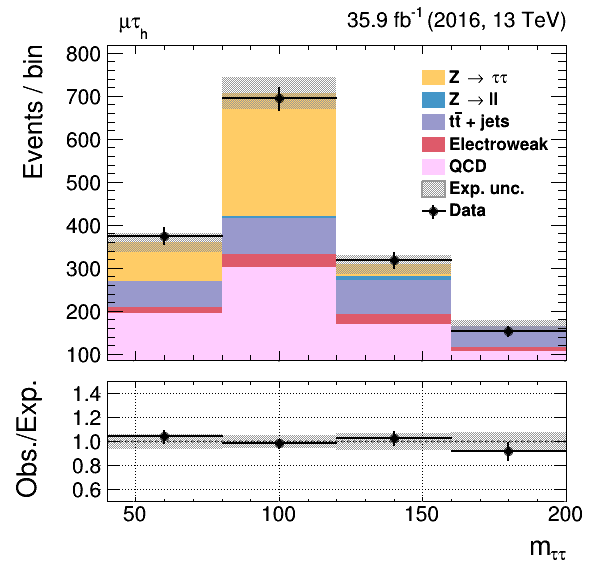 μτh 35.9 fb-1 (2016, 13 TeV)
Events / bin
800
700
600
500
400
300
200
100
Z → ττ
Z → ll
tt̄ + jets
Electroweak
QCD
Exp. unc.
Data
Obs./Exp.
1.4
1.2
1.0
0.8
0.6
50 100 150 200
mττ